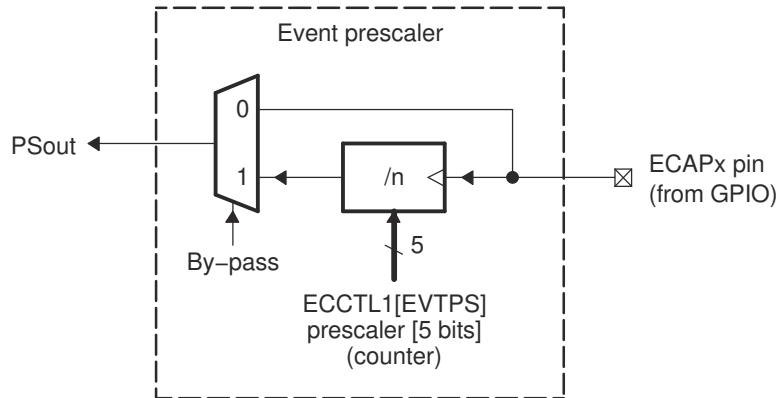 Event prescaler
0
PSout
1
/n
ECAPx pin
(from GPIO)
By−pass
5
ECCTL1[EVTPS]
prescaler [5 bits]
(counter)